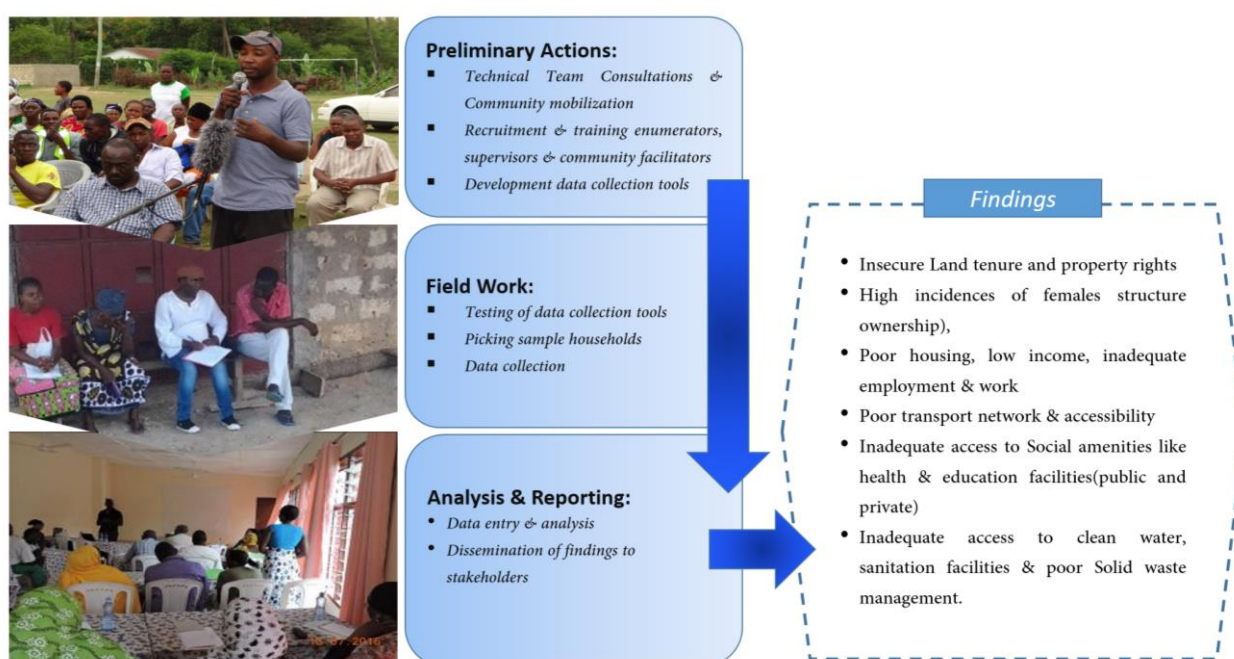 Preliminary Actions:
▪ Technical Team Consultations &
Community mobilization
▪ Recruitment & training enumerators,
supervisors & community facilitators
▪ Development data collection tools
Field Work:
▪ Testing of data collection tools
▪ Picking sample households
▪ Data collection
Analysis & Reporting:
• Data entry & analysis
• Dissemination of findings to
stakeholders
Findings
• Insecure Land tenure and property rights
• High incidences of females structure
ownership),
• Poor housing, low income, inadequate
employment & work
• Poor transport network & accessibility
• Inadequate access to Social amenities like
health & education facilities(public and
private)
• Inadequate access to clean water,
sanitation facilities & poor Solid waste
management.